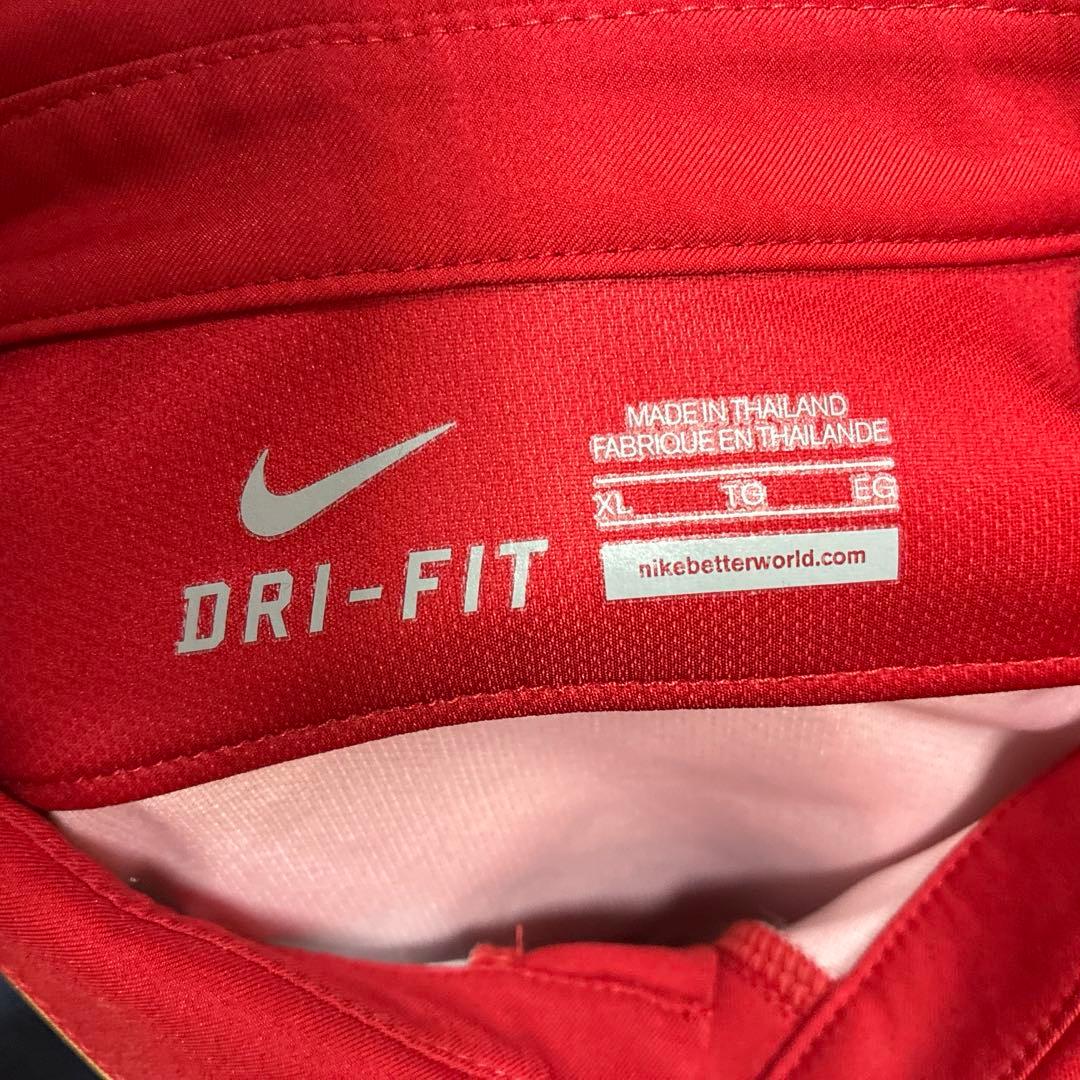 DRI-FIT
MADE IN THAILAND
FABRIQUE EN THAILANDE
XL TG EG
nikebetterworld.com